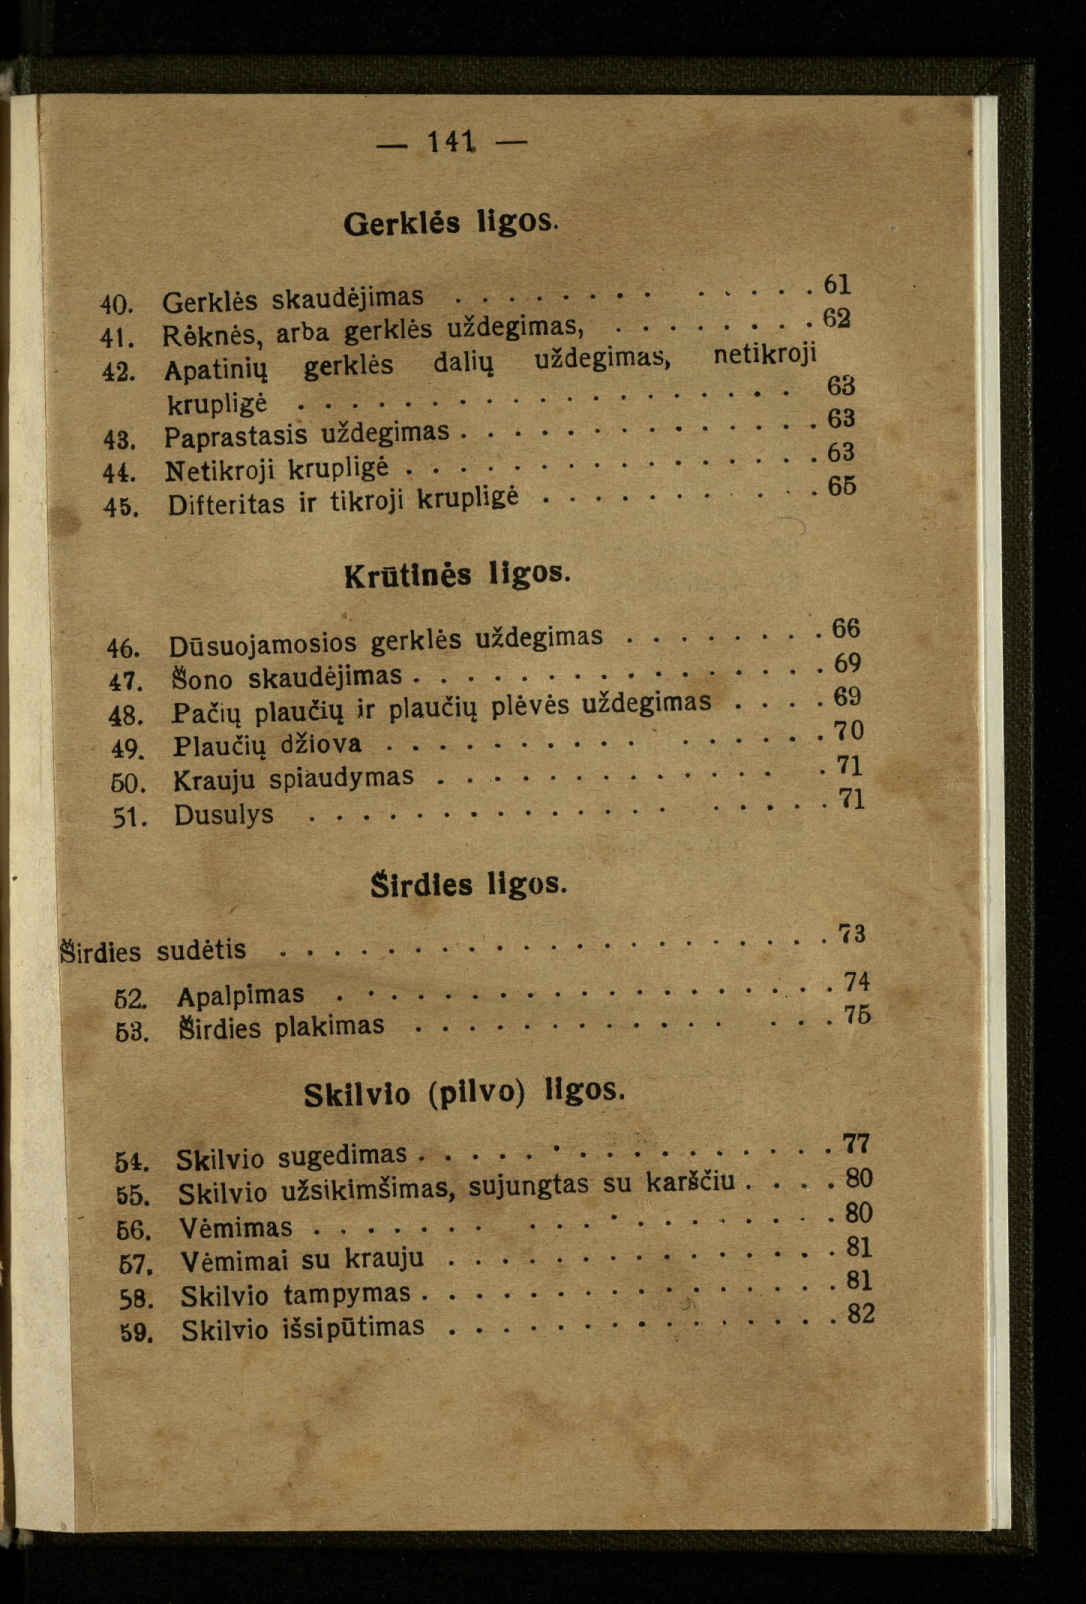 — 141 —
Gerklės ligos.
40. Gerklės skaudėjimas . . . . . . . . . . . . . 61
41. Rėknės, arba gerklės uždegimas, . . . . . . . . 62
42. Apatinių gerklės dalių uždegimas, netikroji
krupligė . . . . . . . . . . . . . . . . . . . 63
43. Paprastasis uždegimas . . . . . . . . . . . . . . 63
44. Netikroji krupligė . . . . . . . . . . . . . . . . 63
45. Difteritas ir tikroji krupligė . . . . . . . . . . 65
Krūtinės ligos.
46. Dūsuojamosios gerklės uždegimas . . . . . . . . 66
47. Šono skaudėjimas . . . . . . . . . . . . . . . . 69
48. Pačių plaučių ir plaučių plėvės uždegimas . . . . 69
49. Plaučių džiova . . . . . . . . . . . . . . . . 70
50. Krauju spiaudymas . . . . . . . . . . . . . . 71
51. Dusulys . . . . . . . . . . . . . . . . . . . 71
Širdies ligos.
Širdies sudėtis . . . . . . . . . . . . . . . . . . . . . 73
52. Apalpimas . . . . . . . . . . . . . . . . . . . 74
53. Širdies plakimas . . . . . . . . . . . . . . . 75
Skilvio (pilvo) ligos.
54. Skilvio sugedimas . . . . . . . . . . . . . . . . 77
55. Skilvio užsikimšimas, sujungtas su karščiu . . . . 80
56. Vėmimas . . . . . . . . . . . . . . . . . . . 80
57. Vėmimai su krauju . . . . . . . . . . . . . . . 81
58. Skilvio tampymas . . . . . . . . . . . . . . . . 81
59. Skilvio išsipūtimas . . . . . . . . . . . . . . . 82